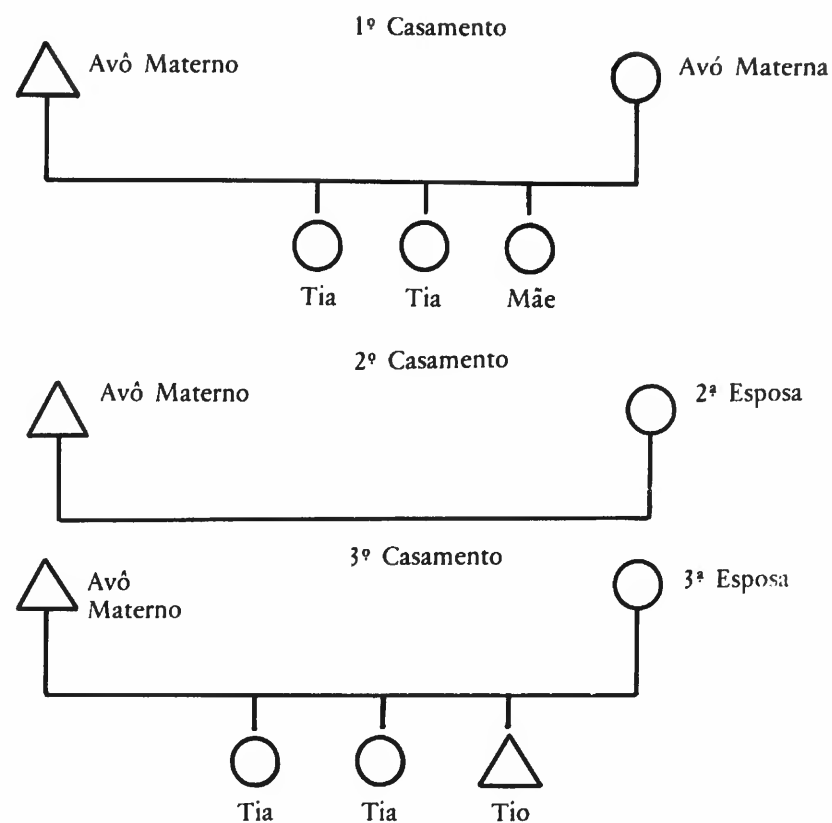 1º Casamento
Avô Materno
Avó Materna
Tia
Tia
Mãe
2º Casamento
Avô Materno
2ª Esposa
3º Casamento
Avô
Materno
3ª Esposa
Tia
Tia
Tio